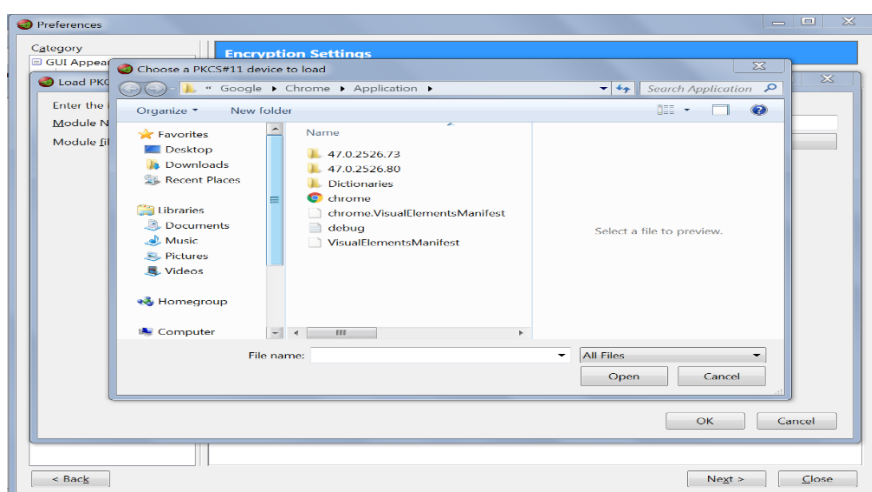 Preferences
Category
Encryption Settings
GUI Appear
Choose a PKCS#11 device to load
Load PKC
« Google ▸ Chrome ▸ Application ▸
Search Application
Enter the
Organize
New folder
Module N
Module fil
Favorites
Desktop
Downloads
Recent Places
Libraries
Documents
Music
Pictures
Videos
Homegroup
Computer
Name
47.0.2526.73
47.0.2526.80
Dictionaries
chrome
chrome.VisualElementsManifest
debug
VisualElementsManifest
Select a file to preview.
File name:
All Files
Open
Cancel
OK
Cancel
< Back
Next >
Close